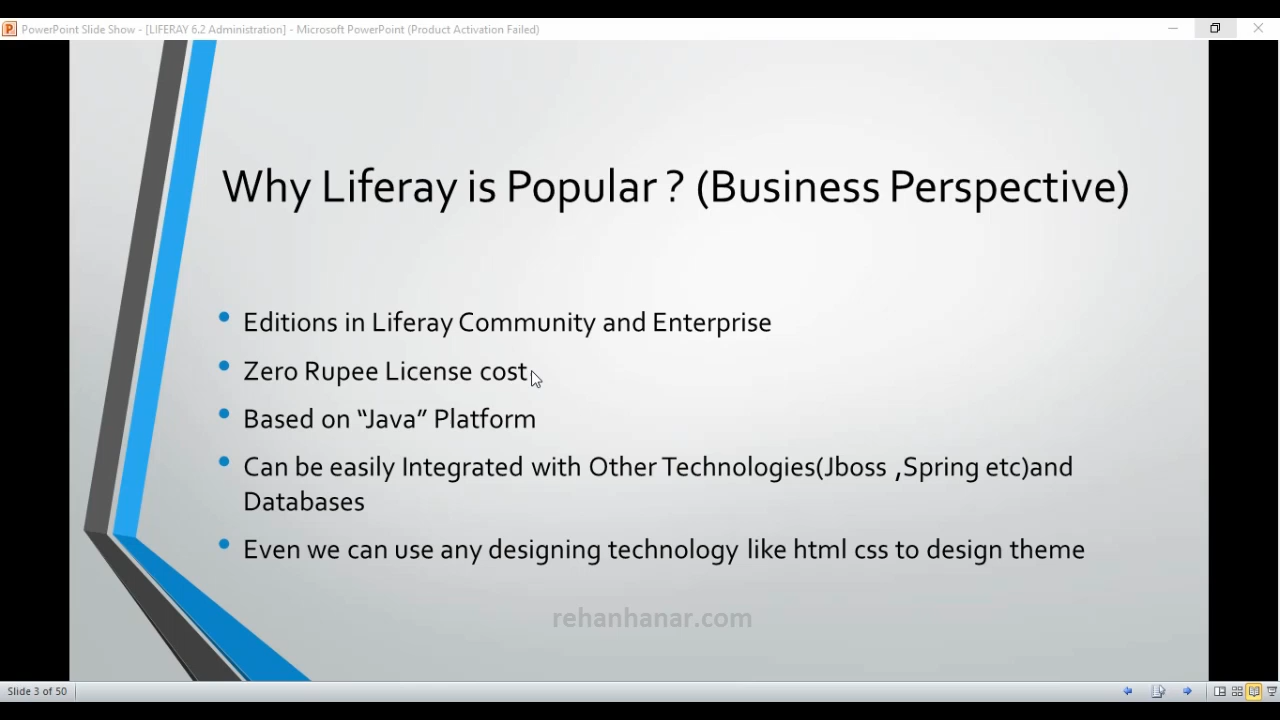 PowerPoint Slide Show - [LIFERAY 6.2 Administration] - Microsoft PowerPoint (Product Activation Failed)
Why Liferay is Popular ? (Business Perspective)
Editions in Liferay Community and Enterprise
Zero Rupee License cost
Based on “Java” Platform
Can be easily Integrated with Other Technologies(Jboss ,Spring etc)and
Databases
Even we can use any designing technology like html css to design theme
rehanhanar.com
Slide 3 of 50